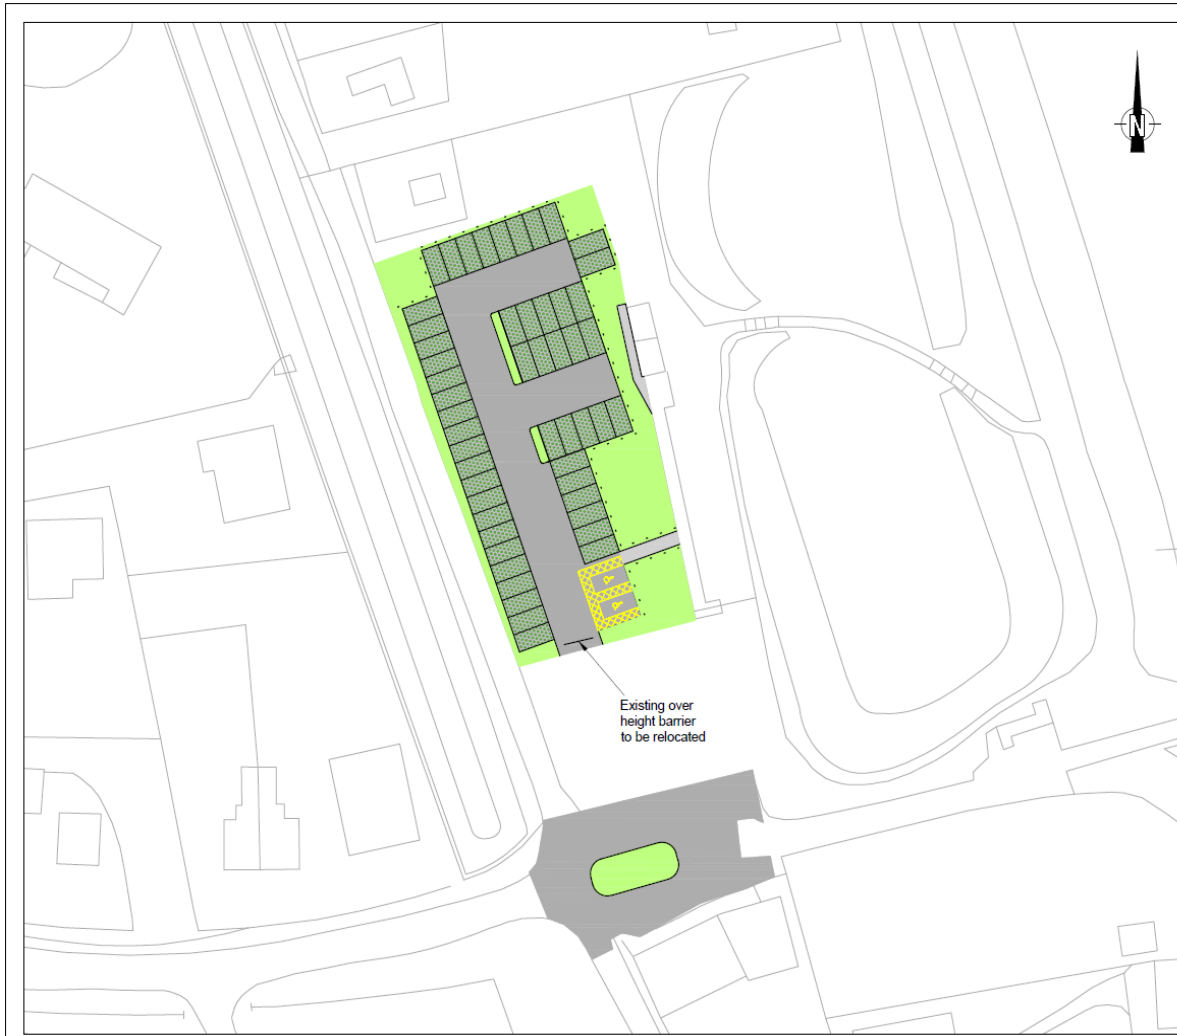 N
P
P
Existing over
height barrier
to be relocated